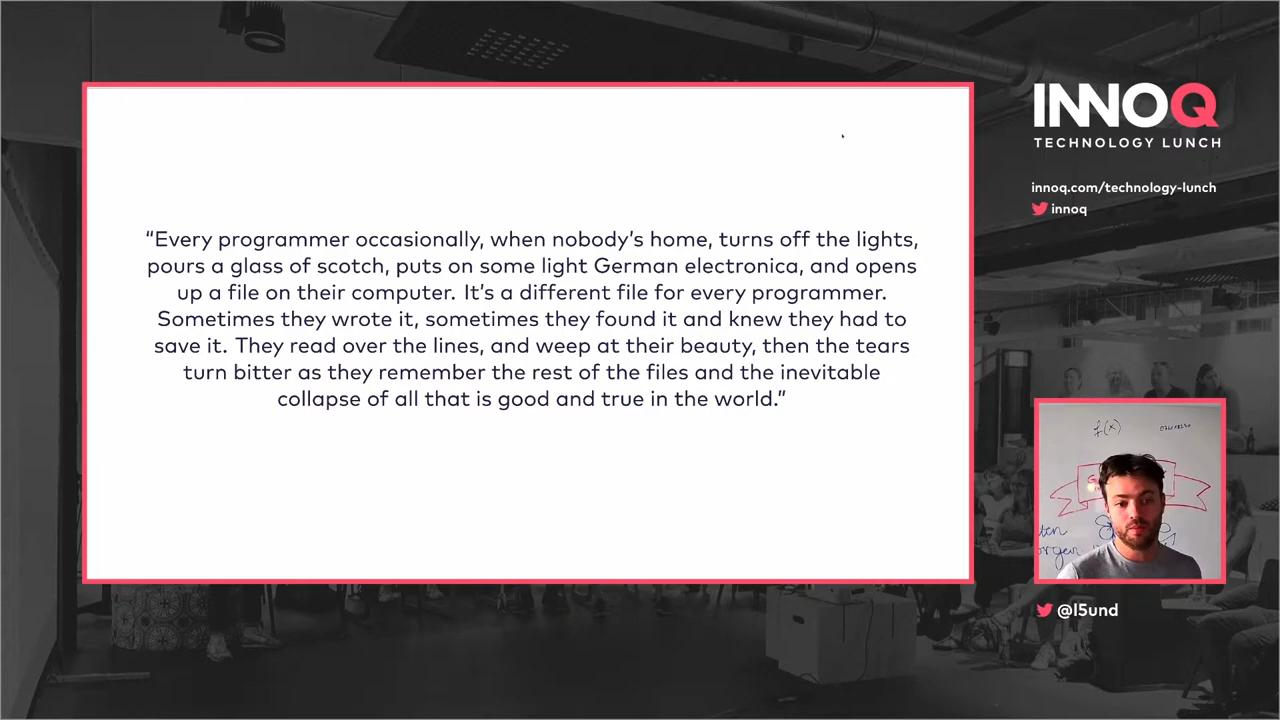 “Every programmer occasionally, when nobody’s home, turns off the lights,
pours a glass of scotch, puts on some light German electronica, and opens
up a file on their computer. It’s a different file for every programmer.
Sometimes they wrote it, sometimes they found it and knew they had to
save it. They read over the lines, and weep at their beauty, then the tears
turn bitter as they remember the rest of the files and the inevitable
collapse of all that is good and true in the world.”
INNOQ
TECHNOLOGY LUNCH
innoq.com/technology-lunch
innoq
f(x)
@l5und